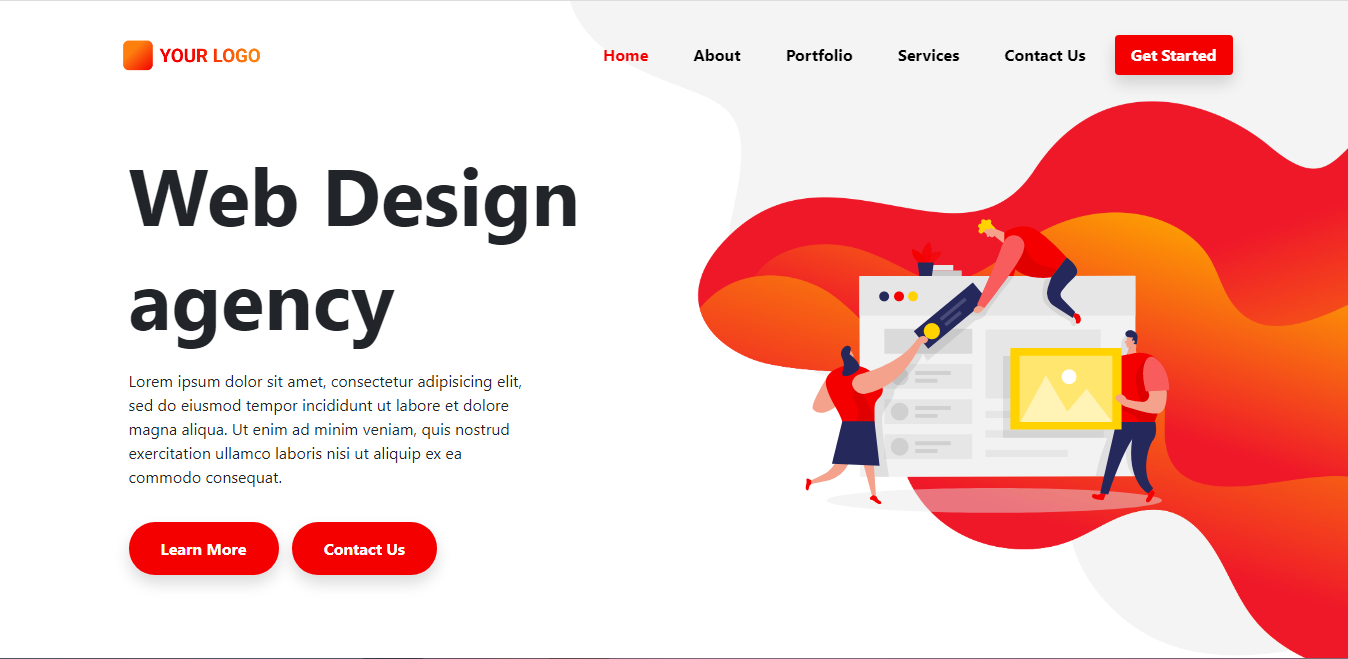 YOUR LOGO
Home About Portfolio Services Contact Us Get Started
Web Design
agency
Lorem ipsum dolor sit amet, consectetur adipisicing elit,
sed do eiusmod tempor incididunt ut labore et dolore
magna aliqua. Ut enim ad minim veniam, quis nostrud
exercitation ullamco laboris nisi ut aliquip ex ea
commodo consequat.
Learn More Contact Us